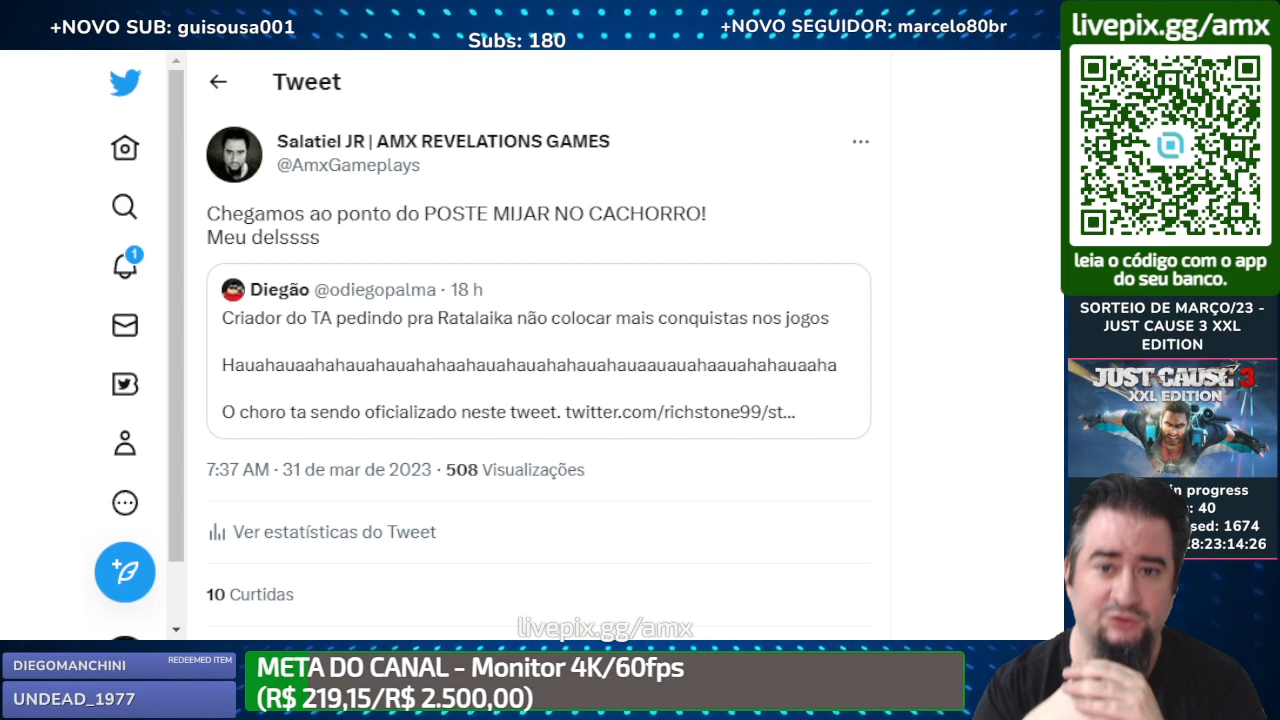 +NOVO SUB: guisousa001
Subs: 180
+NOVO SEGUIDOR: marcelo80br
livepix.gg/amx
leia o código com o app
do seu banco.
Tweet
Salatiel JR | AMX REVELATIONS GAMES
@AmxGameplays
Chegamos ao ponto do POSTE MIJAR NO CACHORRO!
Meu delssss
Diegão @odiegopalma · 18 h
Criador do TA pedindo pra Ratalaika não colocar mais conquistas nos jogos
Hauahauaahahauahauahahaahauahauahahauahauaauauahaauahahauaaha
O choro ta sendo oficializado neste tweet. twitter.com/richstone99/st...
7:37 AM · 31 de mar de 2023 · 508 Visualizações
Ver estatísticas do Tweet
10 Curtidas
livepix.gg/amx
1
SORTEIO DE MARÇO/23 -
JUST CAUSE 3 XXL
EDITION
JUST CAUSE 3
XXL EDITION
in progress
: 40
sed: 1674
8:23:14:26
DIEGOMANCHINI
REDEEMED ITEM
UNDEAD_1977
META DO CANAL - Monitor 4K/60fps
(R$ 219,15/R$ 2.500,00)